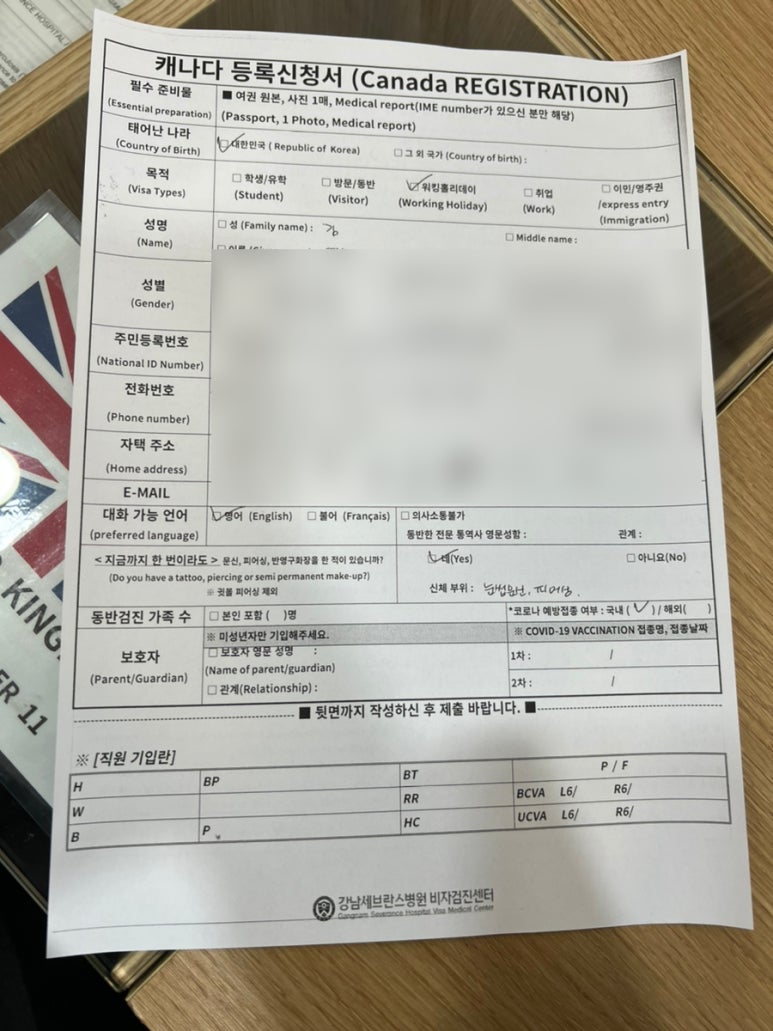 캐나다 등록신청서 (Canada REGISTRATION)
필수 준비물
(Essential preparation)
■ 여권 원본, 사진 1매, Medical report(IME number가 있으신 분만 해당)
(Passport, 1 Photo, Medical report)
태어난 나라
(Country of Birth)
☑ 대한민국 ( Republic of Korea) ☐ 그 외 국가 (Country of birth) :
목적
(Visa Types)
☐ 학생/유학 ☐ 방문/동반 ☑ 워킹홀리데이 ☐ 취업 ☐ 이민/영주권
(Student) (Visitor) (Working Holiday) (Work) /express entry
(Immigration)
성명
(Name)
☐ 성 (Family name) :
☐ Middle name :
성별
(Gender)
주민등록번호
(National ID Number)
전화번호
(Phone number)
자택 주소
(Home address)
E-MAIL
대화 가능 언어
(preferred language)
☑ 영어 (English) ☐ 불어 (Français) ☐ 의사소통불가
동반한 전문 통역사 영문성함 : 관계 :
< 지금까지 한 번이라도 > 문신, 피어싱, 반영구화장을 한 적이 있습니까?
(Do you have a tattoo, piercing or semi permanent make-up?)
※ 귓볼 피어싱 제외
☑ 네(Yes) ☐ 아니요(No)
신체 부위 : 눈썹문신, 피어싱
동반검진 가족 수
☐ 본인 포함 ( )명
*코로나 예방접종 여부 : 국내 ( ✓ ) / 해외( )
보호자
(Parent/Guardian)
※ 미성년자만 기입해주세요.
☐ 보호자 영문 성명 :
(Name of parent/guardian)
☐ 관계(Relationship) :
※ COVID-19 VACCINATION 접종명, 접종날짜
1차 : /
2차 : /
■ 뒷면까지 작성하신 후 제출 바랍니다. ■
※ [직원 기입란]
H BP BT P / F
W RR BCVA L6/ R6/
B P HC UCVA L6/ R6/
강남세브란스병원 비자검진센터
Gangnam Severance Hospital Visa Medical Center
KING
ER 11